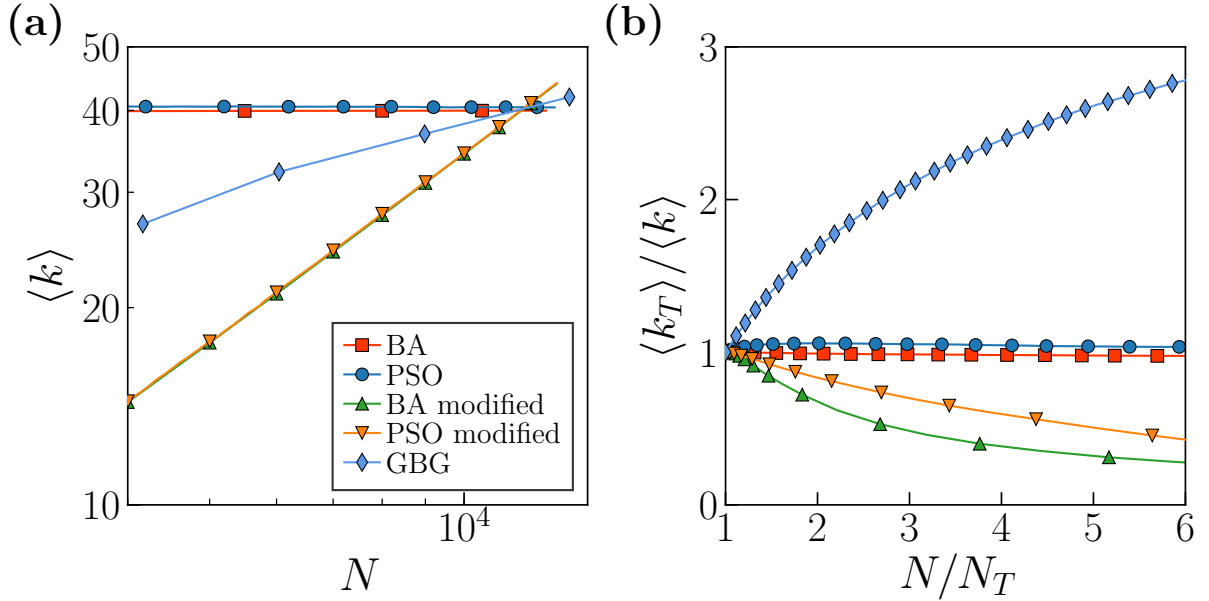 (a)
50
40
30
20
10
⟨k⟩
10⁴
N
BA
PSO
BA modified
PSO modified
GBG
(b)
3
2
1
0
⟨k_T⟩/⟨k⟩
1 2 3 4 5 6
N/N_T